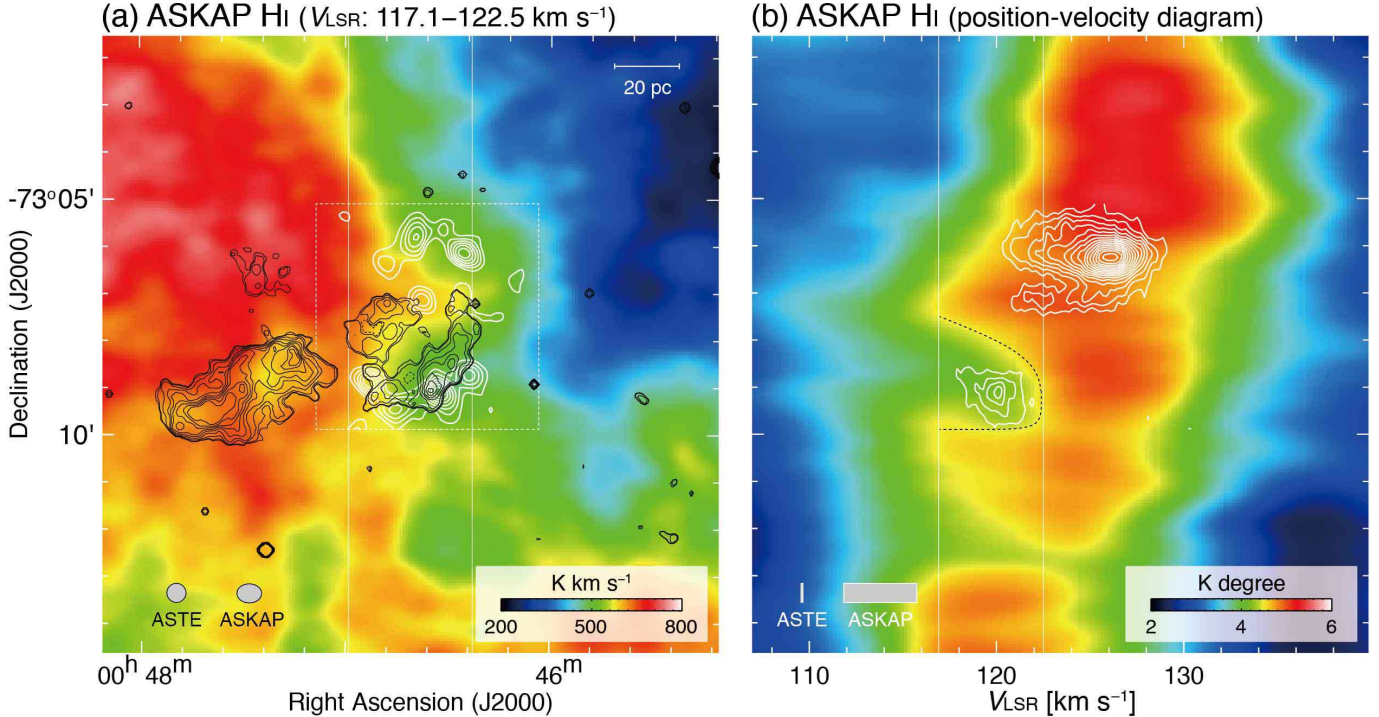 (a) ASKAP HI (VLSR: 117.1–122.5 km s⁻¹)
20 pc
-73°05'
10'
Declination (J2000)
ASTE
ASKAP
K km s⁻¹
200
500
800
00ʰ 48ᵐ
46ᵐ
Right Ascension (J2000)
(b) ASKAP HI (position-velocity diagram)
ASTE
ASKAP
K degree
2
4
6
110
120
130
VLSR [km s⁻¹]